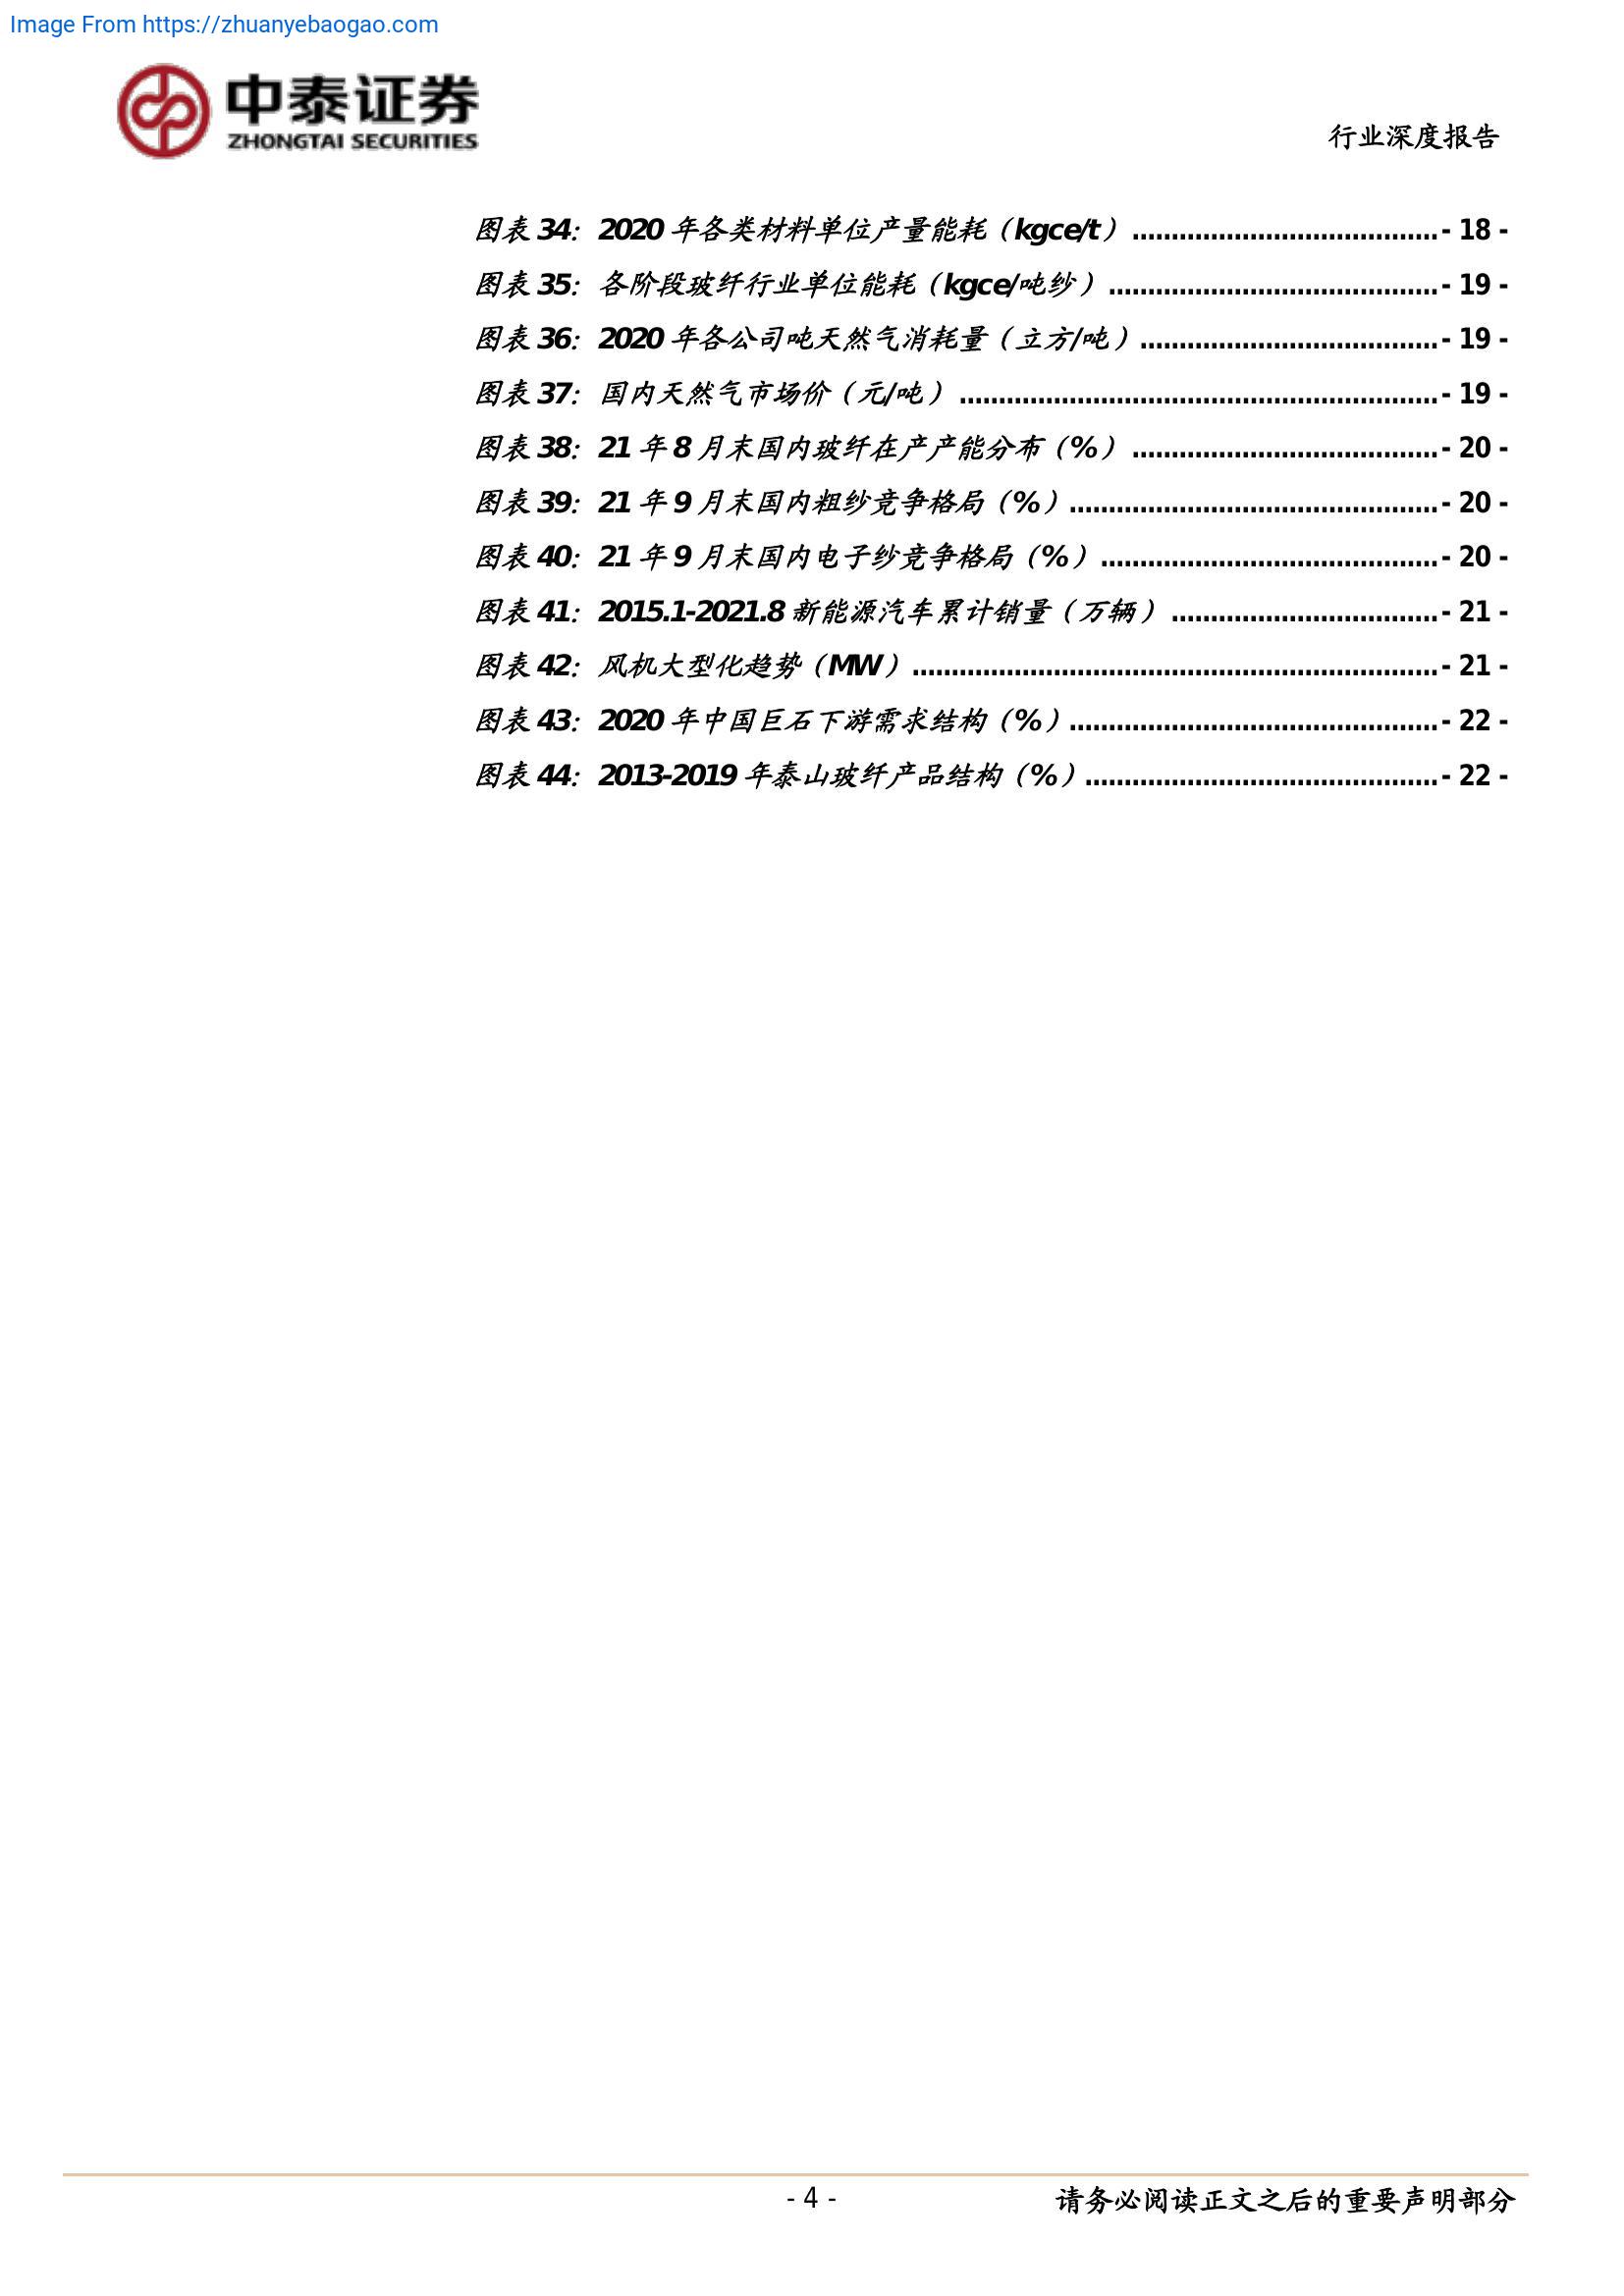 Image From https://zhuanyebaogao.com
中泰证券
ZHONGTAI SECURITIES
行业深度报告
图表 34：2020 年各类材料单位产量能耗（kgce/t）.......................................- 18 -
图表 35：各阶段玻纤行业单位能耗（kgce/吨纱）..........................................- 19 -
图表 36：2020 年各公司吨天然气消耗量（立方/吨）......................................- 19 -
图表 37：国内天然气市场价（元/吨）.............................................................- 19 -
图表 38：21 年 8 月末国内玻纤在产产能分布（%）.......................................- 20 -
图表 39：21 年 9 月末国内粗纱竞争格局（%）...............................................- 20 -
图表 40：21 年 9 月末国内电子纱竞争格局（%）...........................................- 20 -
图表 41：2015.1-2021.8 新能源汽车累计销量（万辆）..................................- 21 -
图表 42：风机大型化趋势（MW）...................................................................- 21 -
图表 43：2020 年中国巨石下游需求结构（%）...............................................- 22 -
图表 44：2013-2019 年泰山玻纤产品结构（%）.............................................- 22 -
- 4 -
请务必阅读正文之后的重要声明部分